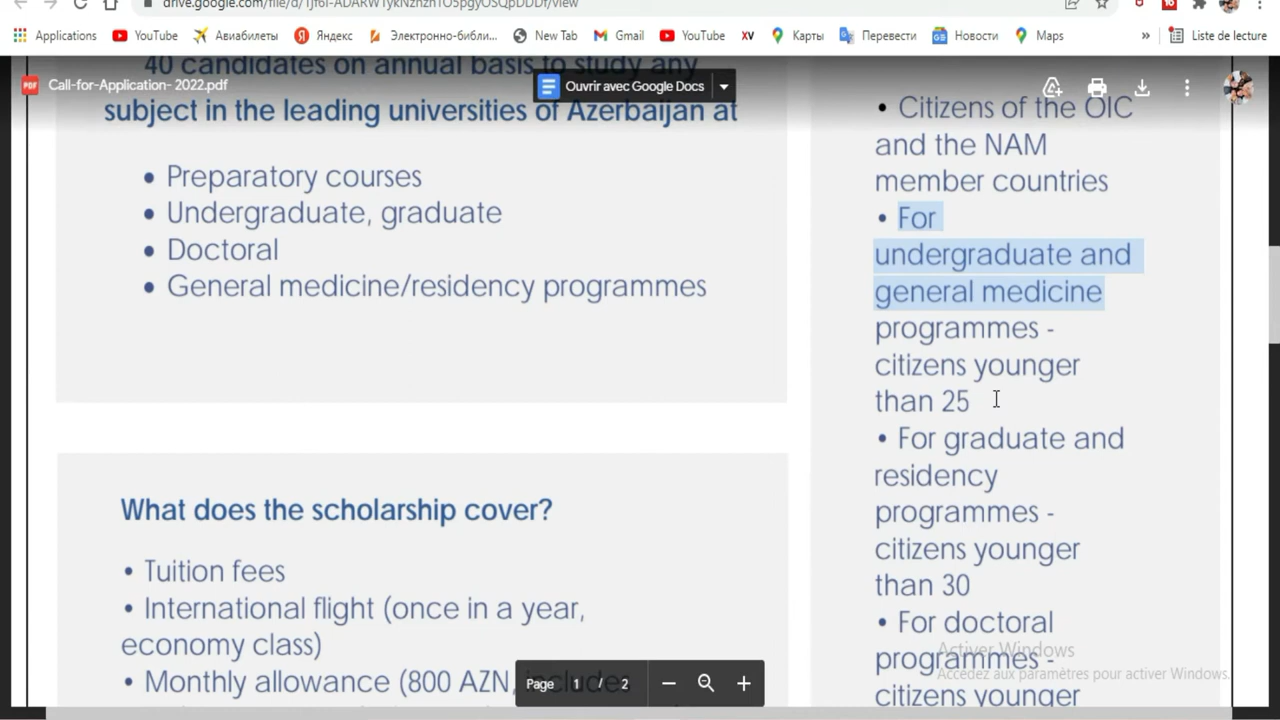 drive.google.com/file/d/
Applications YouTube Авиабилеты Яндекс Электронно-библи... New Tab Gmail YouTube XV Карты Перевести Новости Maps » Liste de lecture
Call-for-Application- 2022.pdf
Ouvrir avec Google Docs
40 candidates on annual basis to study any
subject in the leading universities of Azerbaijan at
• Preparatory courses
• Undergraduate, graduate
• Doctoral
• General medicine/residency programmes
What does the scholarship cover?
• Tuition fees
• International flight (once in a year,
economy class)
• Monthly allowance (800 AZN, includes
• Citizens of the OIC
and the NAM
member countries
• For
undergraduate and
general medicine
programmes -
citizens younger
than 25
• For graduate and
residency
programmes -
citizens younger
than 30
• For doctoral
programmes -
citizens younger
Page 1 / 2
Activer Windows
Accédez aux paramètres pour activer Windows.